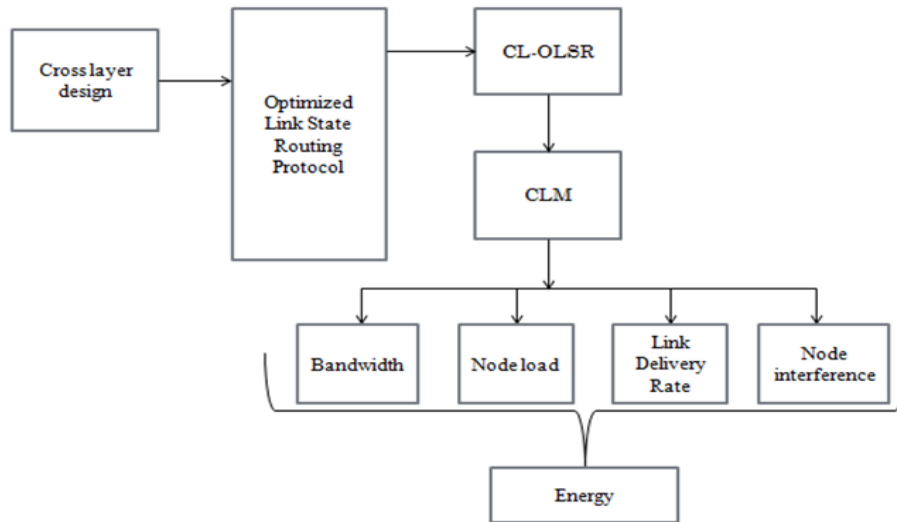 Cross layer
design
Optimized
Link State
Routing
Protocol
CL-OLSR
CLM
Bandwidth
Node load
Link
Delivery
Rate
Node
interference
Energy